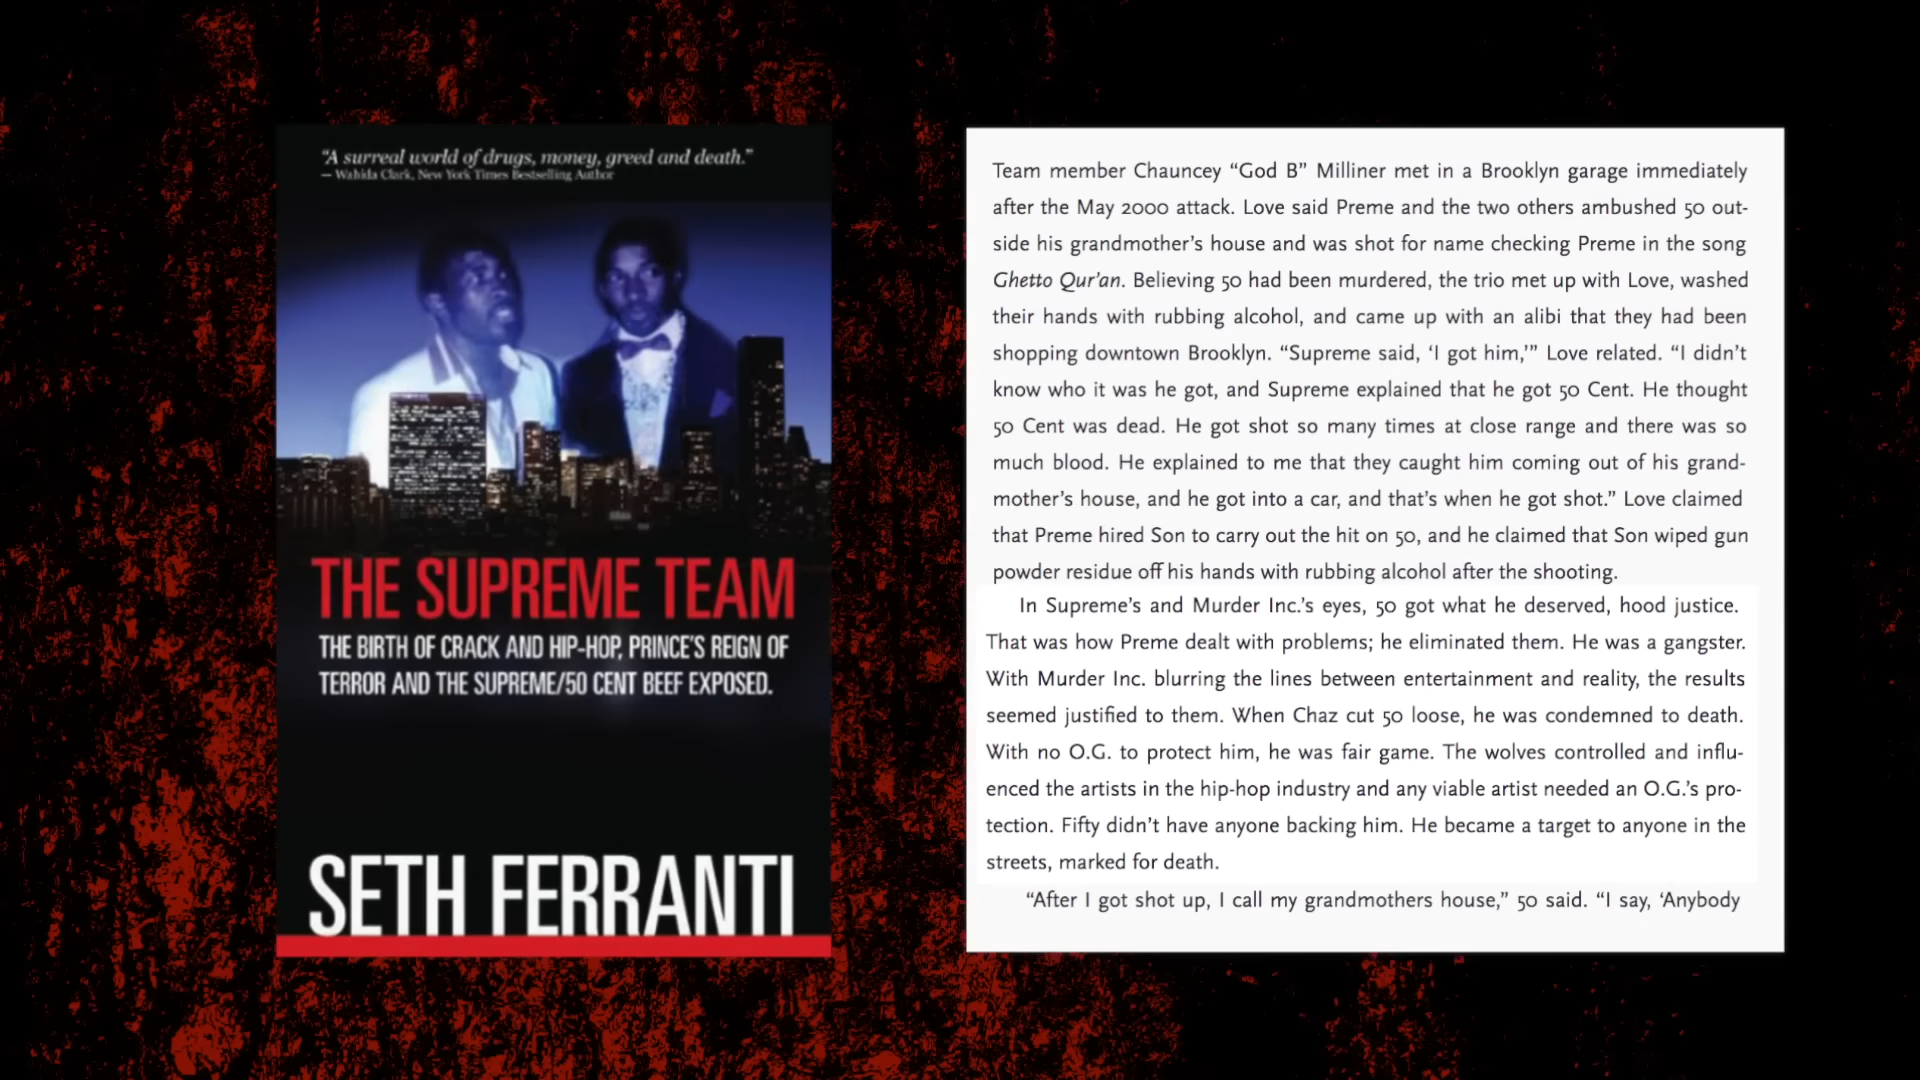 “A surreal world of drugs, money, greed and death.”
— Wahida Clark, New York Times Bestselling Author
THE SUPREME TEAM
THE BIRTH OF CRACK AND HIP-HOP, PRINCE’S REIGN OF
TERROR AND THE SUPREME/50 CENT BEEF EXPOSED.
SETH FERRANTI
Team member Chauncey “God B” Milliner met in a Brooklyn garage immediately
after the May 2000 attack. Love said Preme and the two others ambushed 50 out-
side his grandmother’s house and was shot for name checking Preme in the song
Ghetto Qur’an. Believing 50 had been murdered, the trio met up with Love, washed
their hands with rubbing alcohol, and came up with an alibi that they had been
shopping downtown Brooklyn. “Supreme said, ‘I got him,’” Love related. “I didn’t
know who it was he got, and Supreme explained that he got 50 Cent. He thought
50 Cent was dead. He got shot so many times at close range and there was so
much blood. He explained to me that they caught him coming out of his grand-
mother’s house, and he got into a car, and that’s when he got shot.” Love claimed
that Preme hired Son to carry out the hit on 50, and he claimed that Son wiped gun
powder residue off his hands with rubbing alcohol after the shooting.
In Supreme’s and Murder Inc.’s eyes, 50 got what he deserved, hood justice.
That was how Preme dealt with problems; he eliminated them. He was a gangster.
With Murder Inc. blurring the lines between entertainment and reality, the results
seemed justified to them. When Chaz cut 50 loose, he was condemned to death.
With no O.G. to protect him, he was fair game. The wolves controlled and influ-
enced the artists in the hip-hop industry and any viable artist needed an O.G.’s pro-
tection. Fifty didn’t have anyone backing him. He became a target to anyone in the
streets, marked for death.
“After I got shot up, I call my grandmothers house,” 50 said. “I say, ‘Anybody